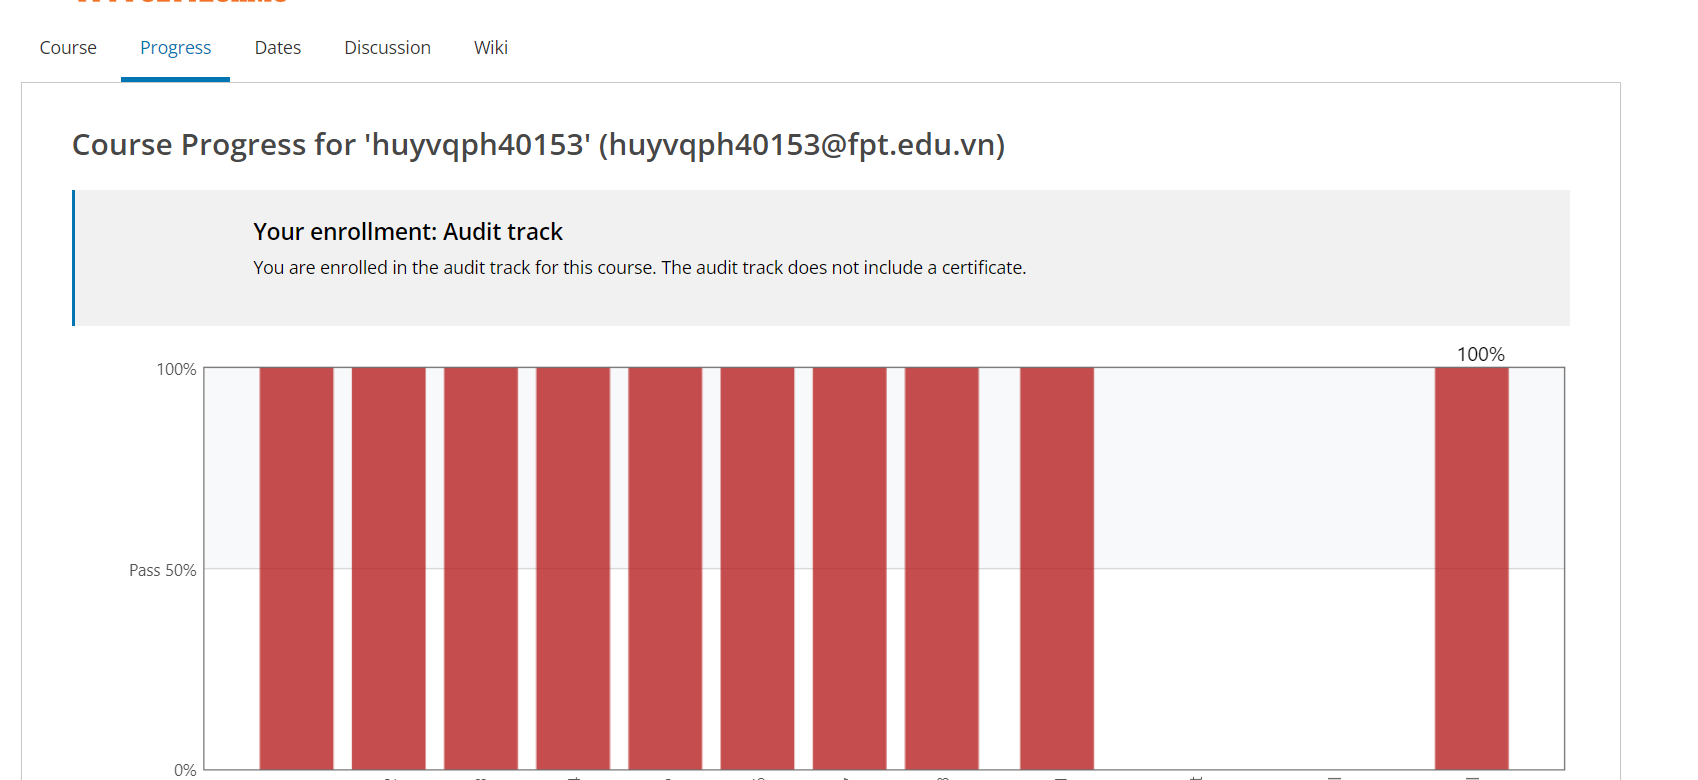 Course Progress Dates Discussion Wiki
Course Progress for 'huyvqph40153' (huyvqph40153@fpt.edu.vn)
Your enrollment: Audit track
You are enrolled in the audit track for this course. The audit track does not include a certificate.
100%
100%
Pass 50%
0%